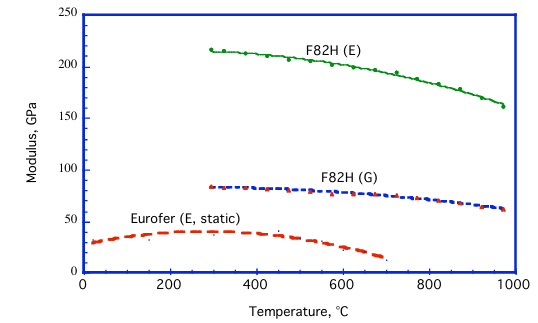 250
200
150
100
50
0
Modulus, GPa
F82H (E)
F82H (G)
Eurofer (E, static)
0 200 400 600 800 1000
Temperature, °C